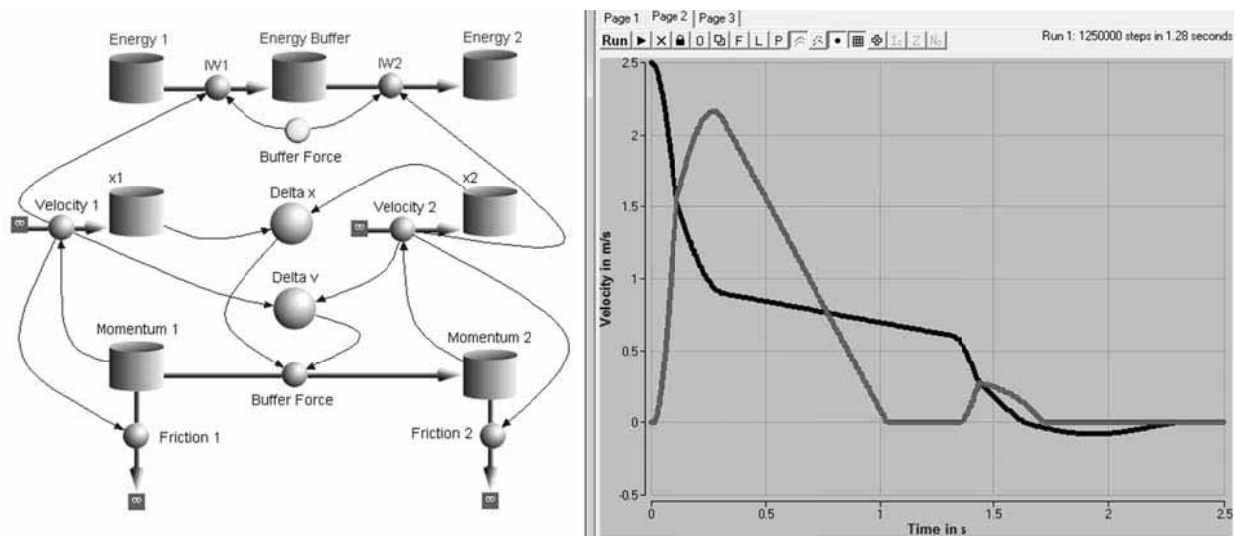 Energy 1
Energy Buffer
Energy 2
IW1
IW2
Buffer Force
x1
Delta x
x2
Velocity 1
Velocity 2
∞
∞
Delta v
Momentum 1
Momentum 2
Buffer Force
Friction 1
Friction 2
∞
∞
Page 1 Page 2 Page 3
Run 0 F L P Run 1: 1250000 steps in 1.28 seconds
2.5
2
1.5
1
0.5
0
-0.5
Velocity in m/s
0 0.5 1 1.5 2 2.5
Time in s